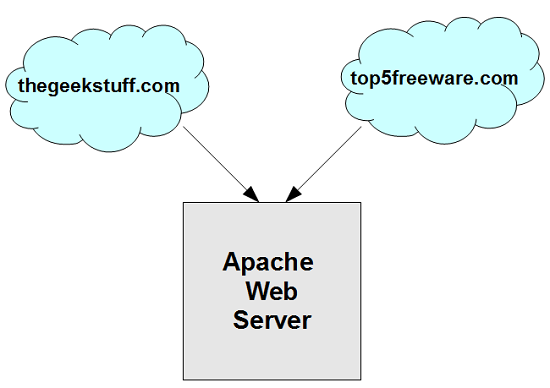 thegeekstuff.com
top5freeware.com
Apache
Web
Server